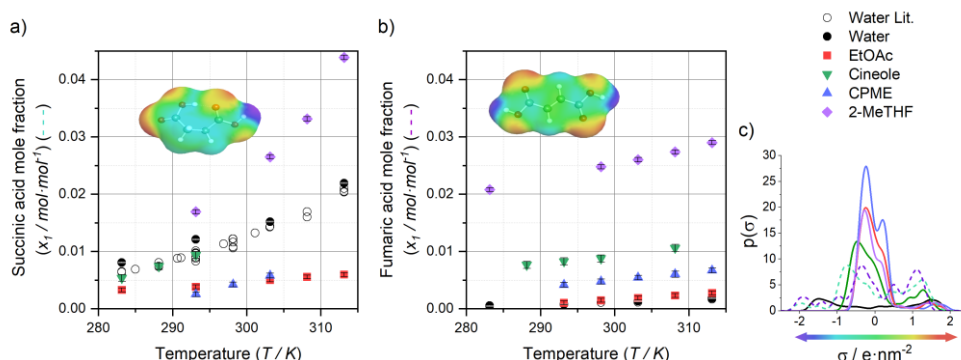 a)
Succinic acid mole fraction
(x₁ / mol·mol⁻¹) (---)
0.04
0.03
0.02
0.01
0.00
280 290 300 310
Temperature (T / K)
b)
Fumaric acid mole fraction
(x₁ / mol·mol⁻¹) (---)
0.04
0.03
0.02
0.01
0.00
280 290 300 310
Temperature (T / K)
Water Lit.
Water
EtOAc
Cineole
CPME
2-MeTHF
c)
p(σ)
30
25
20
15
10
5
0
-2 -1 0 1 2
σ / e·nm⁻²